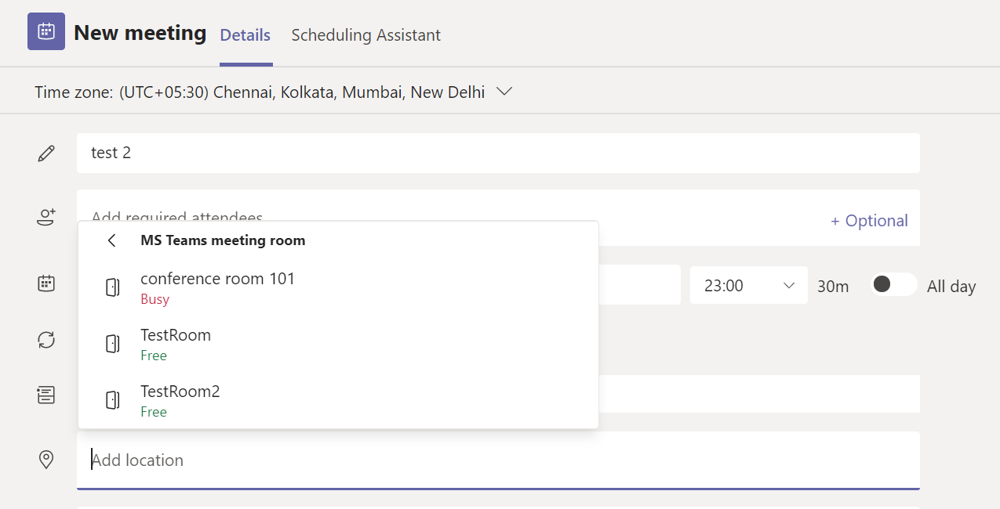 New meeting Details Scheduling Assistant
Time zone: (UTC+05:30) Chennai, Kolkata, Mumbai, New Delhi
test 2
Add required attendees
+ Optional
MS Teams meeting room
conference room 101
Busy
23:00 30m All day
TestRoom
Free
TestRoom2
Free
Add location